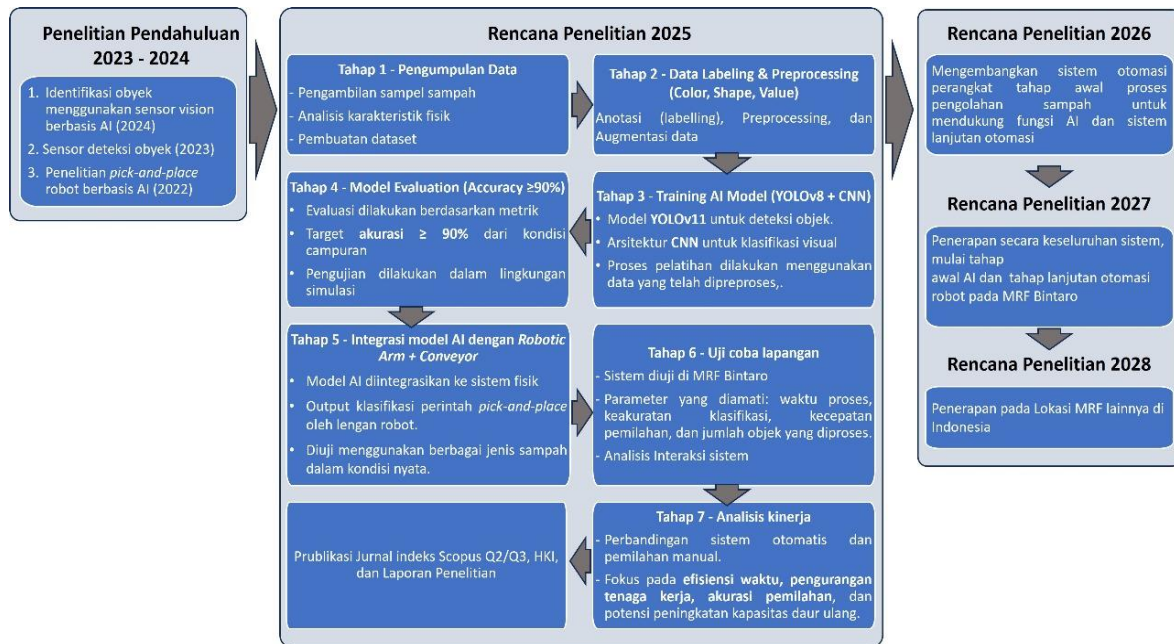 Penelitian Pendahuluan
2023 - 2024
1. Identifikasi obyek
menggunakan sensor vision
berbasis AI (2024)
2. Sensor deteksi obyek (2023)
3. Penelitian pick-and-place
robot berbasis AI (2022)
Rencana Penelitian 2025
Tahap 1 - Pengumpulan Data
- Pengambilan sampel sampah
- Analisis karakteristik fisik
- Pembuatan dataset
Tahap 2 - Data Labeling & Preprocessing
(Color, Shape, Value)
Anotasi (labelling), Preprocessing, dan
Augmentasi data
Tahap 3 - Training AI Model (YOLOv8 + CNN)
• Model YOLOv11 untuk deteksi objek.
• Arsitektur CNN untuk klasifikasi visual
• Proses pelatihan dilakukan menggunakan
data yang telah dipreproses,.
Tahap 4 - Model Evaluation (Accuracy ≥90%)
• Evaluasi dilakukan berdasarkan metrik
• Target akurasi ≥ 90% dari kondisi
campuran
• Pengujian dilakukan dalam lingkungan
simulasi
Tahap 5 - Integrasi model AI dengan Robotic
Arm + Conveyor
• Model AI diintegrasikan ke sistem fisik
• Output klasifikasi perintah pick-and-place
oleh lengan robot.
• Diuji menggunakan berbagai jenis sampah
dalam kondisi nyata.
Tahap 6 - Uji coba lapangan
- Sistem diuji di MRF Bintaro
- Parameter yang diamati: waktu proses,
keakuratan klasifikasi, kecepatan
pemilahan, dan jumlah objek yang diproses.
- Analisis Interaksi sistem
Tahap 7 - Analisis kinerja
- Perbandingan sistem otomatis dan
pemilahan manual.
- Fokus pada efisiensi waktu, pengurangan
tenaga kerja, akurasi pemilahan, dan
potensi peningkatan kapasitas daur ulang.
Prublikasi Jurnal indeks Scopus Q2/Q3, HKI,
dan Laporan Penelitian
Rencana Penelitian 2026
Mengembangkan sistem otomasi
perangkat tahap awal proses
pengolahan sampah untuk
mendukung fungsi AI dan sistem
lanjutan otomasi
Rencana Penelitian 2027
Penerapan secara keseluruhan sistem,
mulai tahap
awal AI dan tahap lanjutan otomasi
robot pada MRF Bintaro
Rencana Penelitian 2028
Penerapan pada Lokasi MRF lainnya di
Indonesia